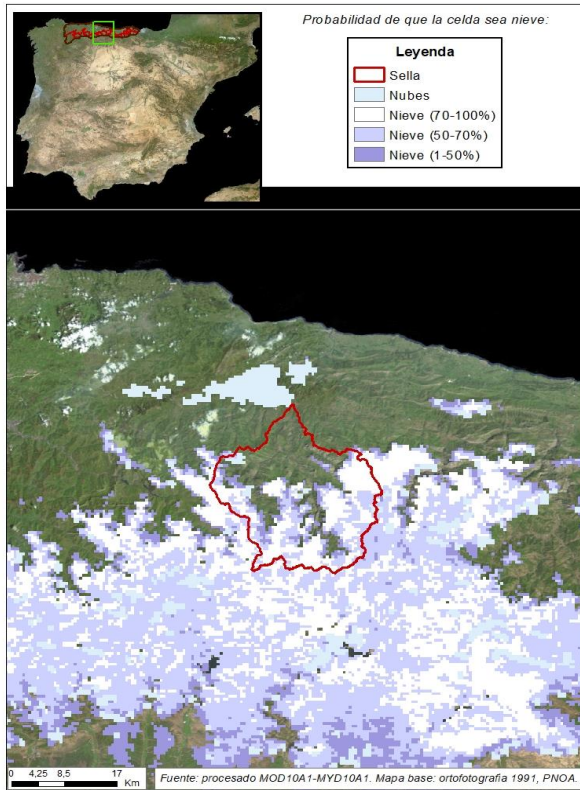 Probabilidad de que la celda sea nieve:
Leyenda
Sella
Nubes
Nieve (70-100%)
Nieve (50-70%)
Nieve (1-50%)
0 4,25 8,5 17
Km
Fuente: procesado MOD10A1-MYD10A1. Mapa base: ortofotografia 1991, PNOA.